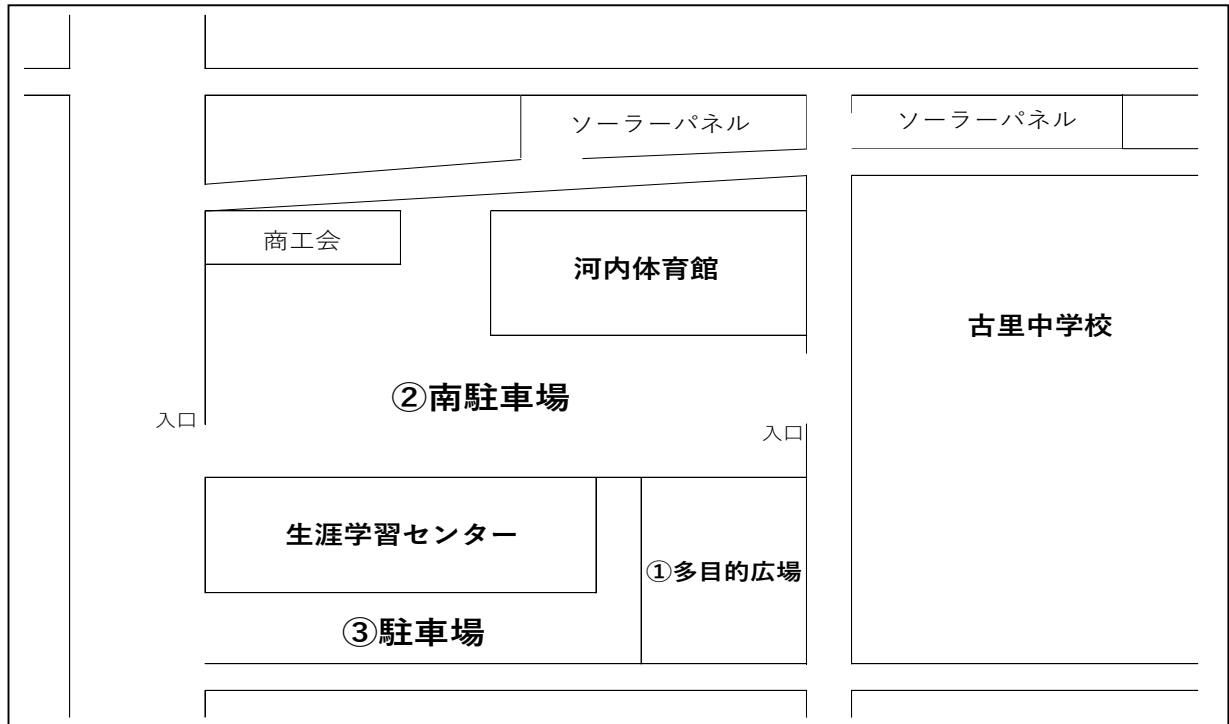 ソーラーパネル
ソーラーパネル
商工会
河内体育館
古里中学校
②南駐車場
入口
入口
生涯学習センター
①多目的広場
③駐車場